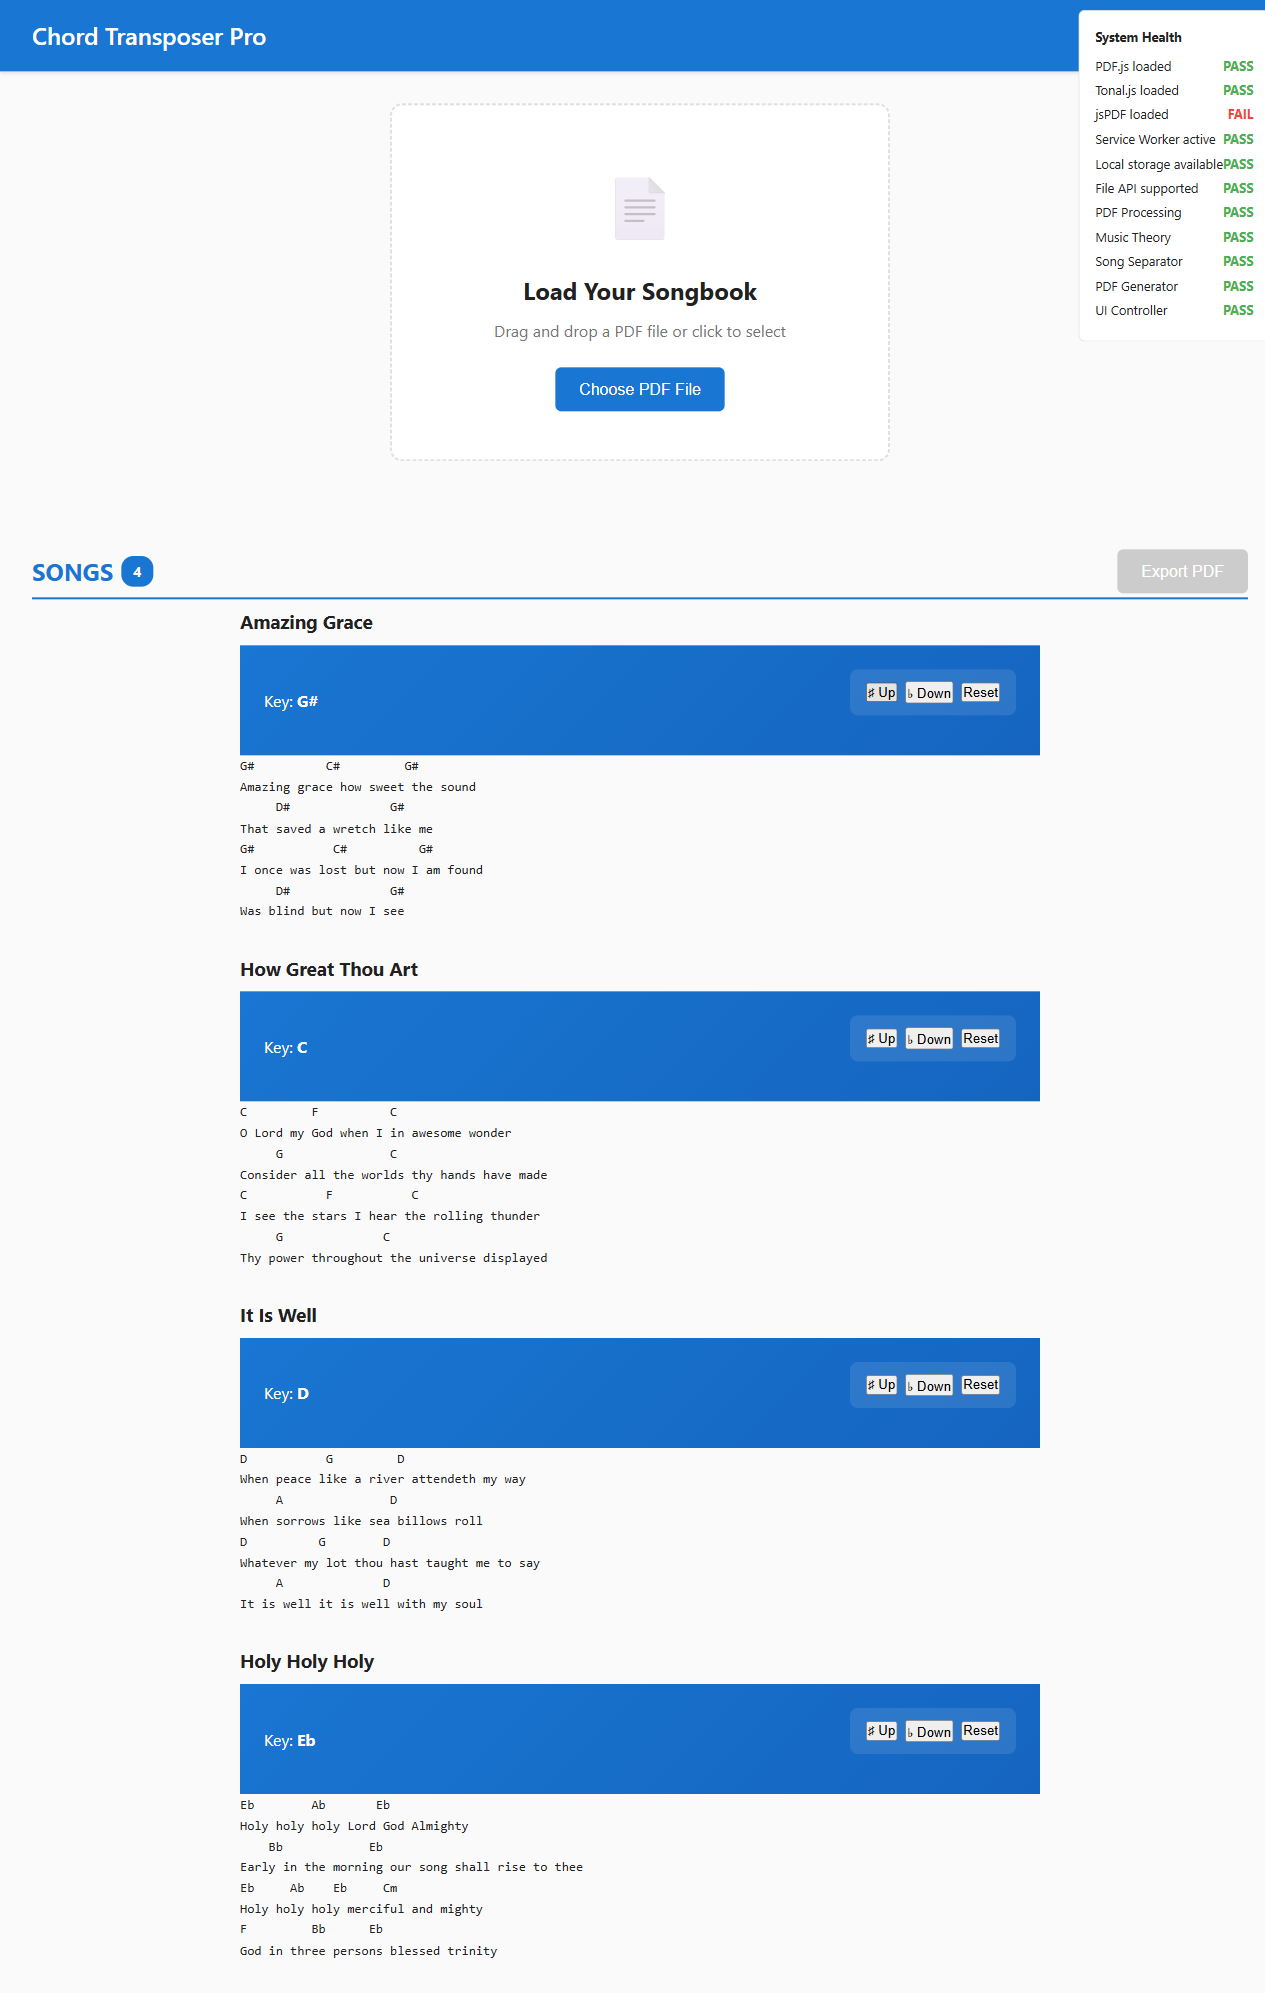 Chord Transposer Pro
System Health
PDF.js loaded PASS
Tonal.js loaded PASS
jsPDF loaded FAIL
Service Worker active PASS
Local storage available PASS
File API supported PASS
PDF Processing PASS
Music Theory PASS
Song Separator PASS
PDF Generator PASS
UI Controller PASS
Load Your Songbook
Drag and drop a PDF file or click to select
Choose PDF File
SONGS 4 Export PDF
Amazing Grace
Key: G# ♯ Up ♭ Down Reset
G#          C#         G#
Amazing grace how sweet the sound
     D#              G#
That saved a wretch like me
G#           C#          G#
I once was lost but now I am found
     D#              G#
Was blind but now I see
How Great Thou Art
Key: C ♯ Up ♭ Down Reset
C         F          C
O Lord my God when I in awesome wonder
     G               C
Consider all the worlds thy hands have made
C           F           C
I see the stars I hear the rolling thunder
     G              C
Thy power throughout the universe displayed
It Is Well
Key: D ♯ Up ♭ Down Reset
D           G         D
When peace like a river attendeth my way
     A               D
When sorrows like sea billows roll
D          G        D
Whatever my lot thou hast taught me to say
     A              D
It is well it is well with my soul
Holy Holy Holy
Key: Eb ♯ Up ♭ Down Reset
Eb        Ab       Eb
Holy holy holy Lord God Almighty
    Bb            Eb
Early in the morning our song shall rise to thee
Eb     Ab    Eb     Cm
Holy holy holy merciful and mighty
F         Bb      Eb
God in three persons blessed trinity